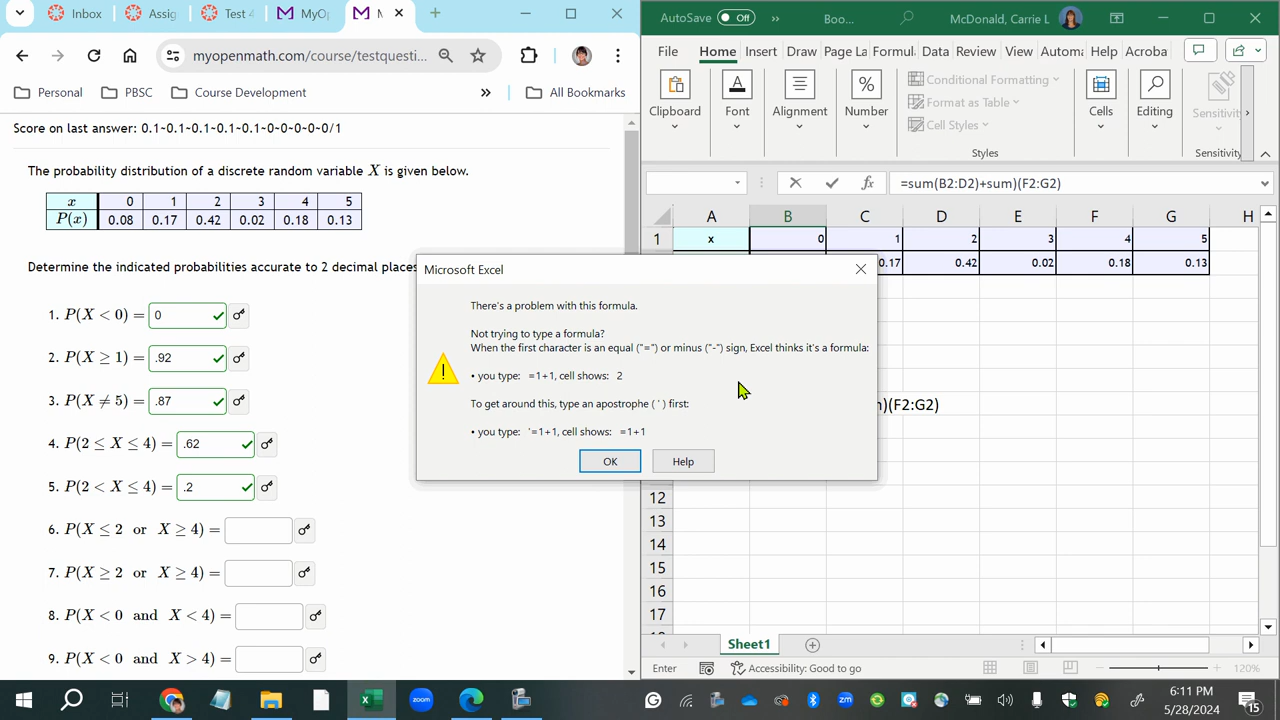 Inbox
Assig
Test 4
MyO
M
myopenmath.com/course/testquesti...
Personal
PBSC
Course Development
»
All Bookmarks
Score on last answer: 0.1~0.1~0.1~0.1~0.1~0~0~0~0~0/1
The probability distribution of a discrete random variable X is given below.
x 0 1 2 3 4 5
P(x) 0.08 0.17 0.42 0.02 0.18 0.13
Determine the indicated probabilities accurate to 2 decimal places
1. P(X < 0) = 0
2. P(X ≥ 1) = .92
3. P(X ≠ 5) = .87
4. P(2 ≤ X ≤ 4) = .62
5. P(2 < X ≤ 4) = .2
6. P(X ≤ 2 or X ≥ 4) =
7. P(X ≥ 2 or X ≥ 4) =
8. P(X < 0 and X < 4) =
9. P(X < 0 and X > 4) =
AutoSave Off
»
Boo...
McDonald, Carrie L
File Home Insert Draw Page La Formul Data Review View Automa Help Acroba
Clipboard
Font
Alignment
Number
Conditional Formatting
Format as Table
Cell Styles
Styles
Cells
Editing
Sensitivity
Sensitivity
fx
=sum(B2:D2)+sum)(F2:G2)
A B C D E F G H
1 x 0 1 2 3 4 5
0.17 0.42 0.02 0.18 0.13
m)(F2:G2)
12
13
14
15
16
17
Microsoft Excel
There's a problem with this formula.
Not trying to type a formula?
When the first character is an equal ("=") or minus ("-") sign, Excel thinks it's a formula:
• you type: =1+1, cell shows: 2
To get around this, type an apostrophe ( ' ) first:
• you type: '=1+1, cell shows: =1+1
OK
Help
Sheet1
Enter
Accessibility: Good to go
120%
zoom
zm
6:11 PM
5/28/2024
15